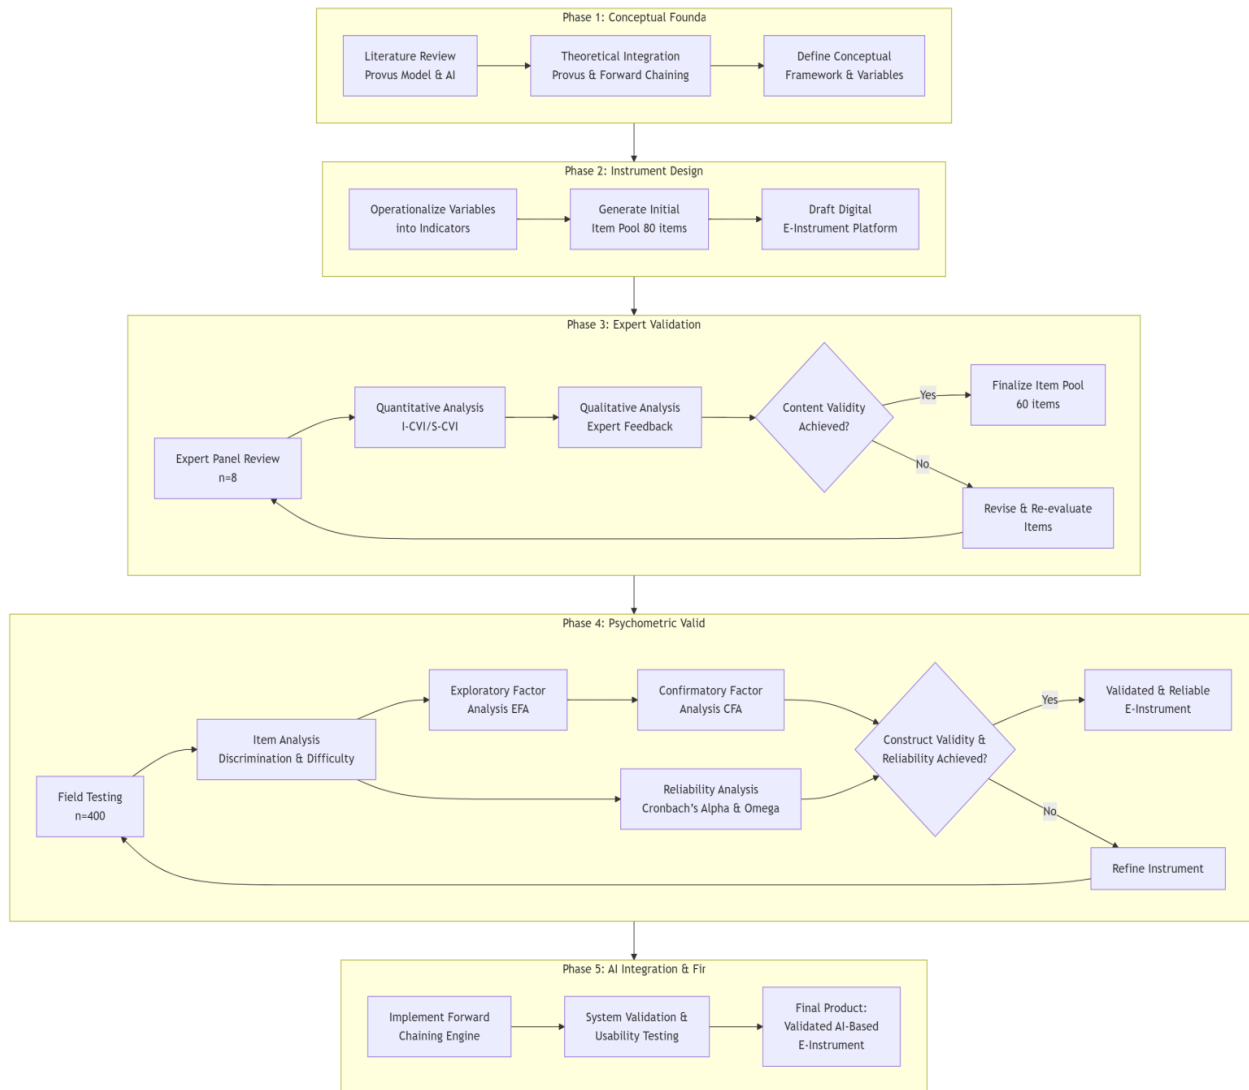 Phase 1: Conceptual Founda
Literature Review
Provus Model & AI
Theoretical Integration
Provus & Forward Chaining
Define Conceptual
Framework & Variables
Phase 2: Instrument Design
Operationalize Variables
into Indicators
Generate Initial
Item Pool 80 items
Draft Digital
E-Instrument Platform
Phase 3: Expert Validation
Expert Panel Review
n=8
Quantitative Analysis
I-CVI/S-CVI
Qualitative Analysis
Expert Feedback
Content Validity
Achieved?
Yes
Finalize Item Pool
60 items
No
Revise & Re-evaluate
Items
Phase 4: Psychometric Valid
Field Testing
n=400
Item Analysis
Discrimination & Difficulty
Exploratory Factor
Analysis EFA
Confirmatory Factor
Analysis CFA
Reliability Analysis
Cronbach's Alpha & Omega
Construct Validity &
Reliability Achieved?
Yes
Validated & Reliable
E-Instrument
No
Refine Instrument
Phase 5: AI Integration & Fir
Implement Forward
Chaining Engine
System Validation &
Usability Testing
Final Product:
Validated AI-Based
E-Instrument